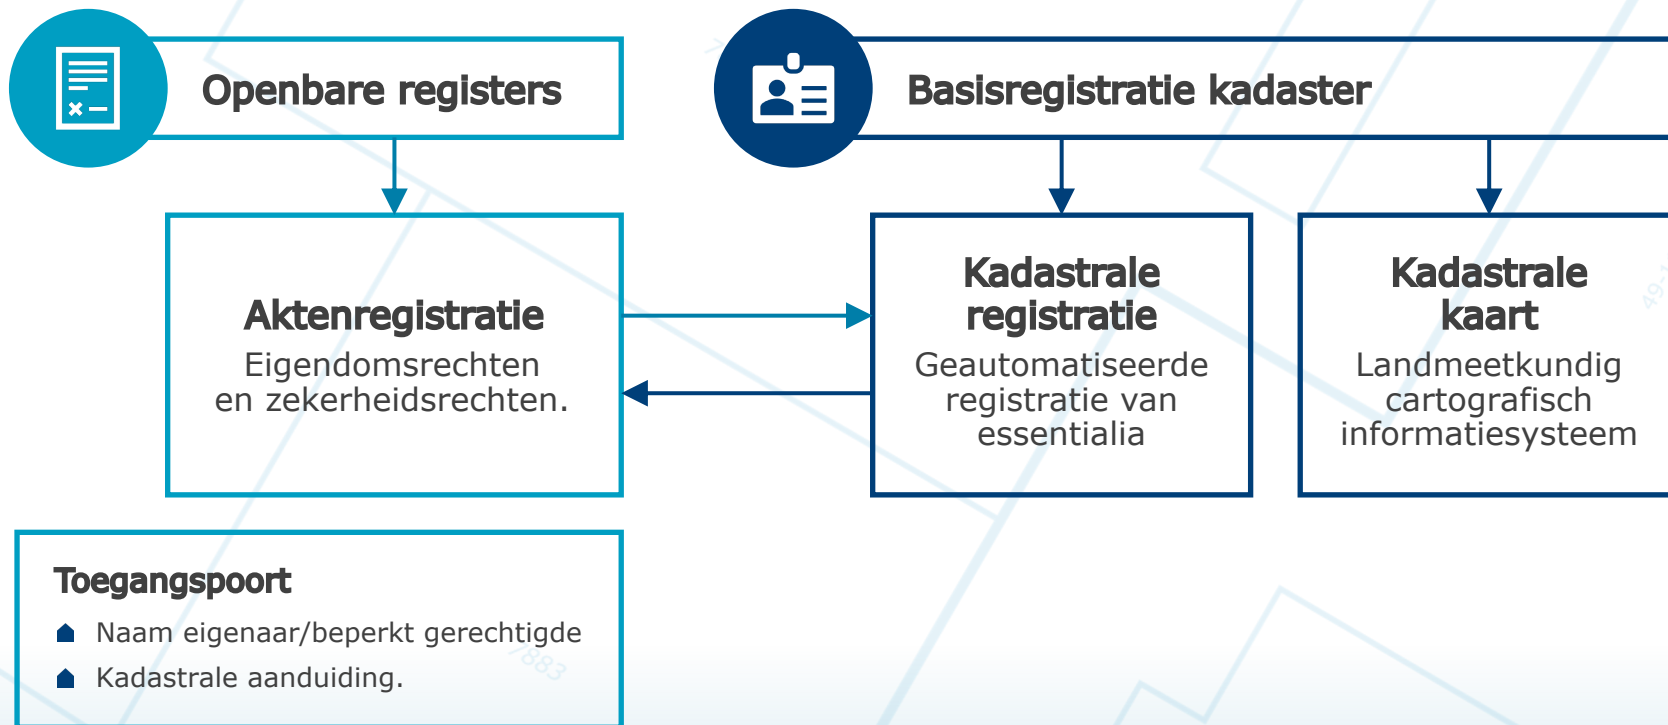 Openbare registers
Basisregistratie kadaster
Aktenregistratie
Eigendomsrechten
en zekerheidsrechten.
Kadastrale
registratie
Geautomatiseerde
registratie van
essentialia
Kadastrale
kaart
Landmeetkundig
cartografisch
informatiesysteem
Toegangspoort
Naam eigenaar/beperkt gerechtigde
Kadastrale aanduiding.
7883